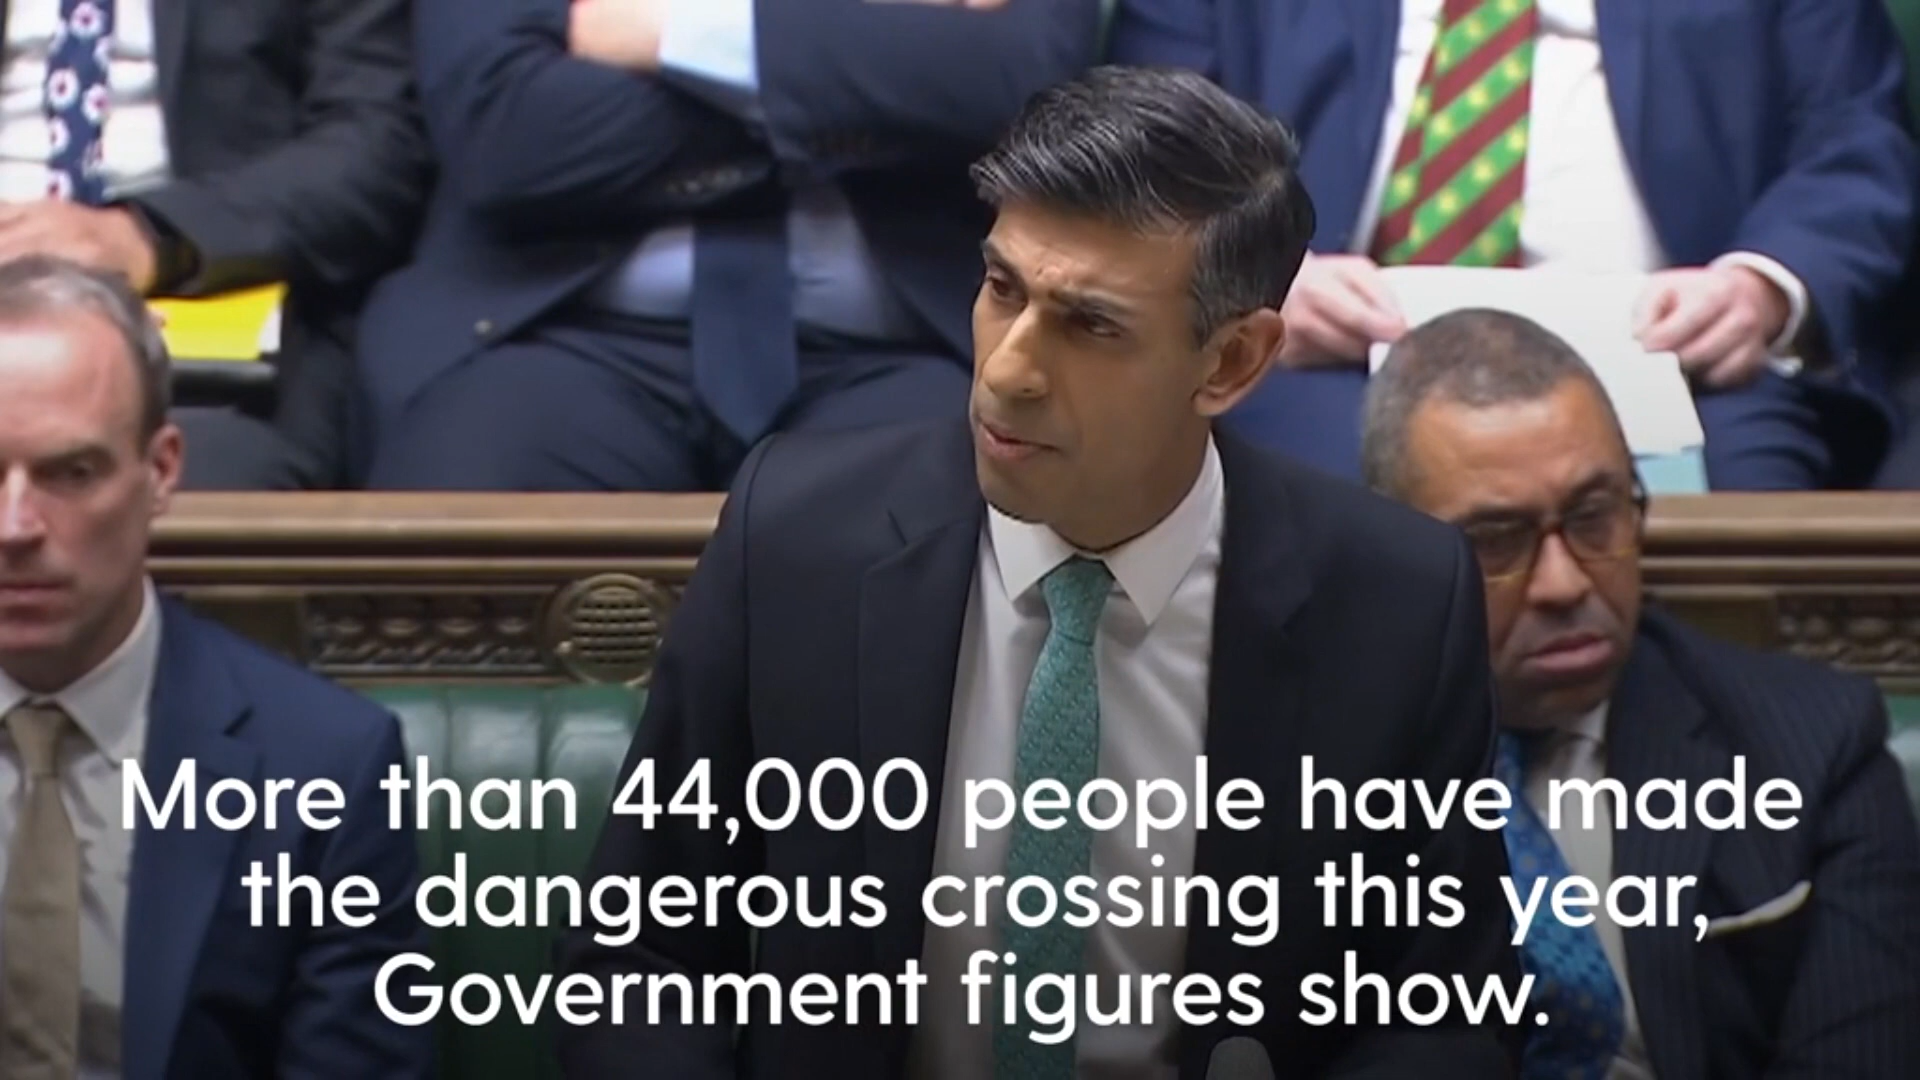 More than 44,000 people have made
the dangerous crossing this year,
Government figures show.